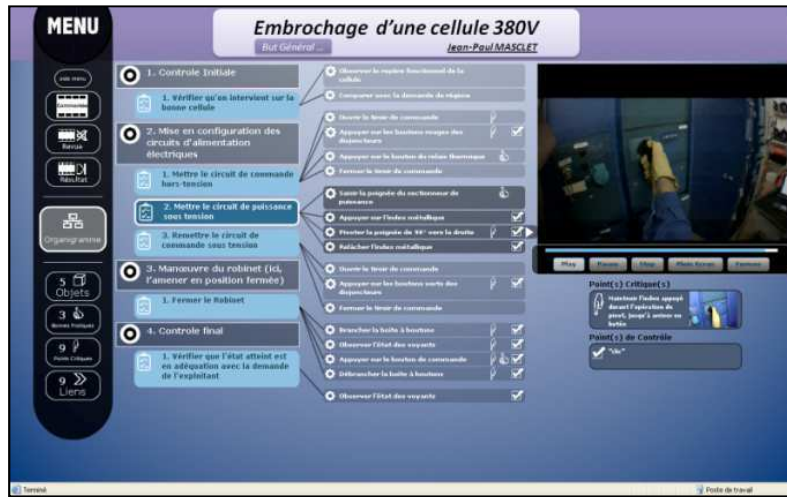 MENU
Embrochage d'une cellule 380V
But Général ...
Jean-Paul MASCLET
Commentée
Revue
Résultat
Organigramme
5
Objets
3
Bonnes Pratiques
9
Points Critiques
9
Liens
1. Controle Initiale
1. Vérifier qu'on intervient sur la
bonne cellule
2. Mise en configuration des
circuits d'alimentation
électriques
1. Mettre le circuit de commande
hors-tension
2. Mettre le circuit de puissance
sous tension
3. Remettre le circuit de
commande sous tension
3. Manœuvre du robinet (ici,
l'amener en position fermée)
1. Fermer le Robinet
4. Controle final
1. Vérifier que l'état atteint est
en adéquation avec la demande
de l'exploitant
Observer le repère fonctionnel de la
cellule
Comparer avec la demande de régime
Ouvrir le tiroir de commande
Appuyer sur les boutons rouges des
disjoncteurs
Appuyer sur le bouton du relais thermique
Fermer le tiroir de commande
Saisir la poignée du sectionneur de
puissance
Appuyer sur l'index métallique
Pivoter la poignée de 90° vers la droite
Relâcher l'index métallique
Ouvrir le tiroir de commande
Appuyer sur les boutons verts des
disjoncteurs
Fermer le tiroir de commande
Brancher la boîte à boutons
Observer l'état des voyants
Appuyer sur le bouton de commande
Débrancher la boîte à boutons
Observer l'état des voyants
Play
Pause
Stop
Plein Ecran
Fermer
Point(s) Critique(s)
Maintenir l'index appuyé
durant l'opération de
pivot, jusqu'à arriver en
butée
Point(s) de Contrôle
"clic"
Terminé
Poste de travail